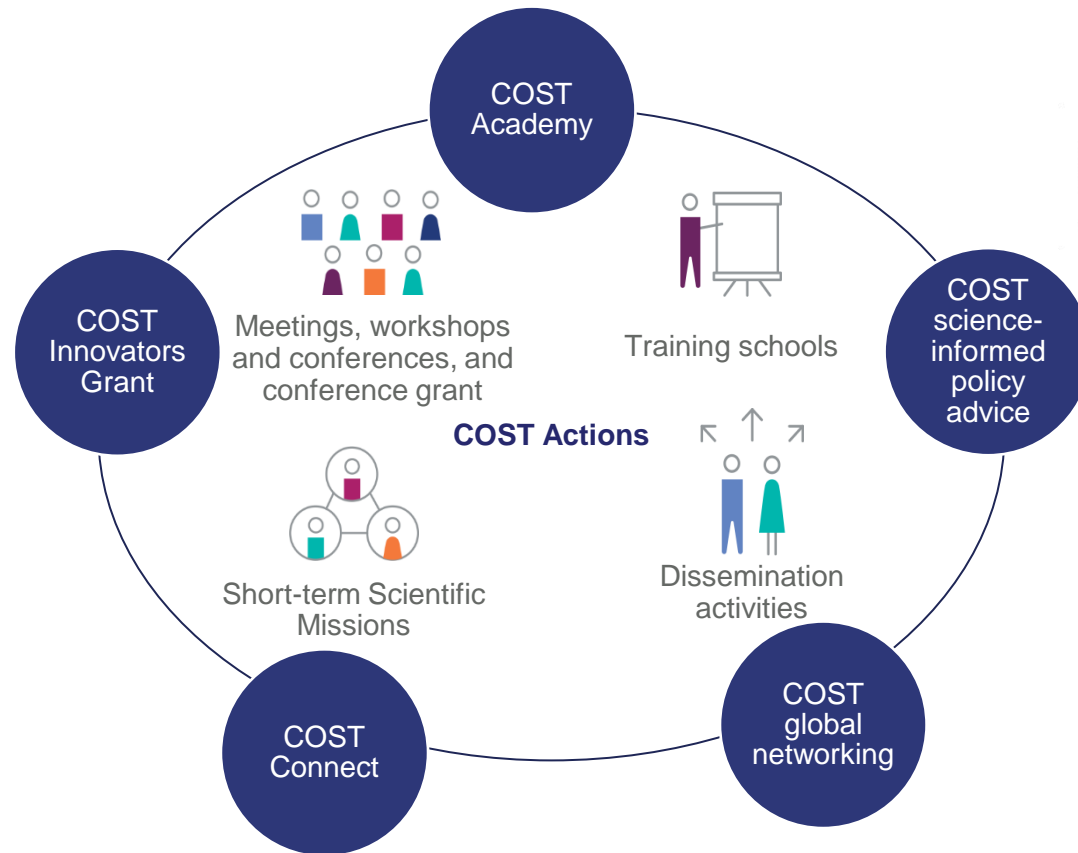 COST
Academy
COST
Innovators
Grant
Meetings, workshops
and conferences, and
conference grant
Training schools
COST
science-
informed
policy
advice
COST Actions
Short-term Scientific
Missions
Dissemination
activities
COST
Connect
COST
global
networking